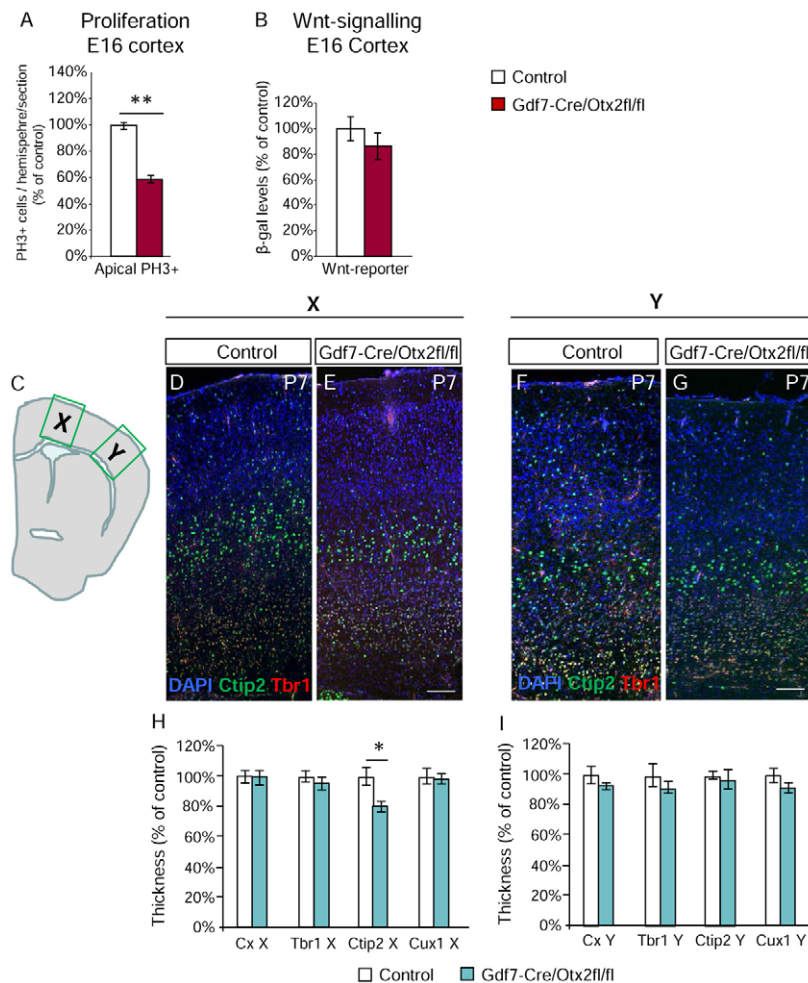 A
Proliferation
E16 cortex
PH3+ cells / hemispehre/section
(% of control)
140%
120%
100%
80%
60%
40%
20%
0%
**
Apical PH3+
B
Wnt-signalling
E16 Cortex
β-gal levels (% of control)
120%
100%
80%
60%
40%
20%
0%
Wnt-reporter
Control
Gdf7-Cre/Otx2fl/fl
X
Y
Control
Gdf7-Cre/Otx2fl/fl
Control
Gdf7-Cre/Otx2fl/fl
C
X
Y
D
P7
E
P7
F
P7
G
P7
DAPI Ctip2 Tbr1
DAPI Ctip2 Tbr1
H
Thickness (% of control)
120%
100%
80%
60%
40%
20%
0%
*
Cx X
Tbr1 X
Ctip2 X
Cux1 X
I
Thickness (% of control)
120%
100%
80%
60%
40%
20%
0%
Cx Y
Tbr1 Y
Ctip2 Y
Cux1 Y
Control
Gdf7-Cre/Otx2fl/fl